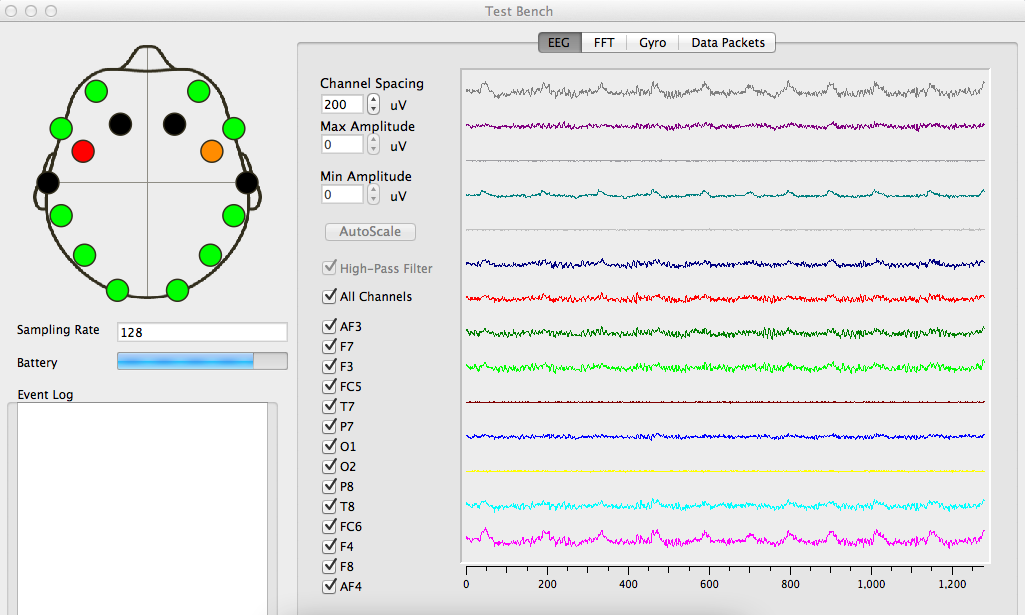 Test Bench
EEG FFT Gyro Data Packets
Channel Spacing
200 uV
Max Amplitude
0 uV
Min Amplitude
0 uV
AutoScale
High-Pass Filter
All Channels
AF3
F7
F3
FC5
T7
P7
O1
O2
P8
T8
FC6
F4
F8
AF4
Sampling Rate 128
Battery
Event Log
0 200 400 600 800 1,000 1,200